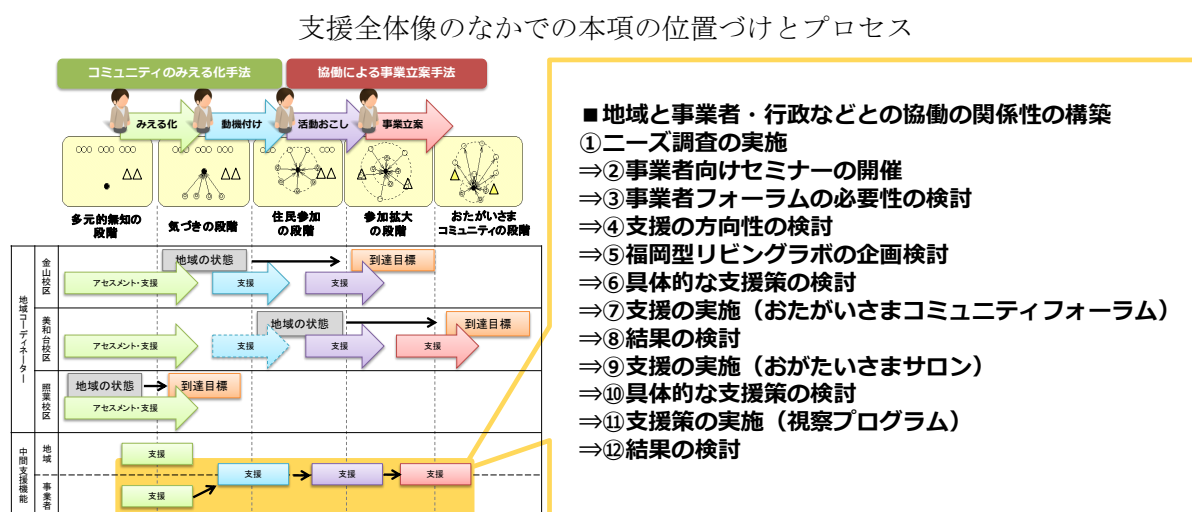 支援全体像のなかでの本項の位置づけとプロセス
コミュニティのみえる化手法
協働による事業立案手法
みえる化
動機付け
活動おこし
事業立案
多元的無知の
段階
気づきの段階
住民参加
の段階
参加拡大
の段階
おたがいさま
コミュニティの段階
地域コーディネーター
金山校区
地域の状態
到達目標
アセスメント・支援
支援
支援
美和台校区
地域の状態
到達目標
アセスメント・支援
支援
支援
支援
照葉校区
地域の状態
到達目標
アセスメント・支援
中間支援機能
地域
支援
支援
支援
支援
事業者
支援
■地域と事業者・行政などとの協働の関係性の構築
①ニーズ調査の実施
⇒②事業者向けセミナーの開催
⇒③事業者フォーラムの必要性の検討
⇒④支援の方向性の検討
⇒⑤福岡型リビングラボの企画検討
⇒⑥具体的な支援策の検討
⇒⑦支援の実施（おたがいさまコミュニティフォーラム）
⇒⑧結果の検討
⇒⑨支援の実施（おがたいさまサロン）
⇒⑩具体的な支援策の検討
⇒⑪支援策の実施（視察プログラム）
⇒⑫結果の検討